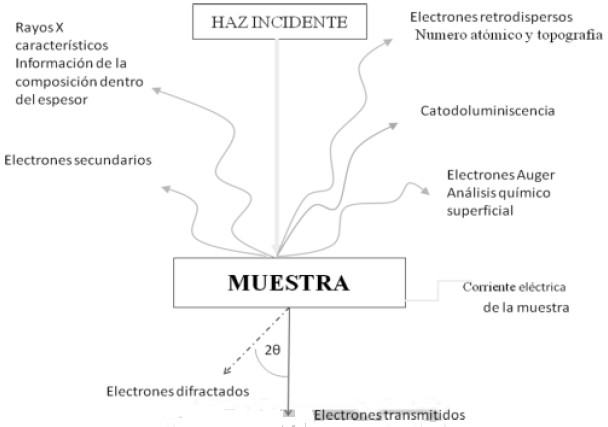 HAZ INCIDENTE
Rayos X
característicos
Información de la
composición dentro
del espesor
Electrones secundarios
Electrones retrodispersos
Numero atómico y topografia
Catodoluminiscencia
Electrones Auger
Análisis químico
superficial
MUESTRA
Corriente eléctrica
de la muestra
2θ
Electrones difractados
Electrones transmitidos